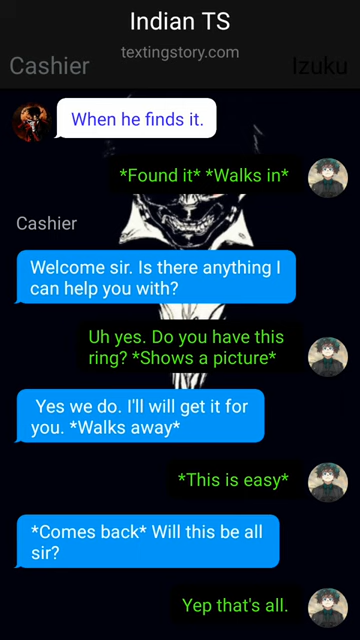 Indian TS
textingstory.com
Cashier
Izuku
When he finds it.
*Found it* *Walks in*
Cashier
Welcome sir. Is there anything I
can help you with?
Uh yes. Do you have this
ring? *Shows a picture*
Yes we do. I'll will get it for
you. *Walks away*
*This is easy*
*Comes back* Will this be all
sir?
Yep that's all.